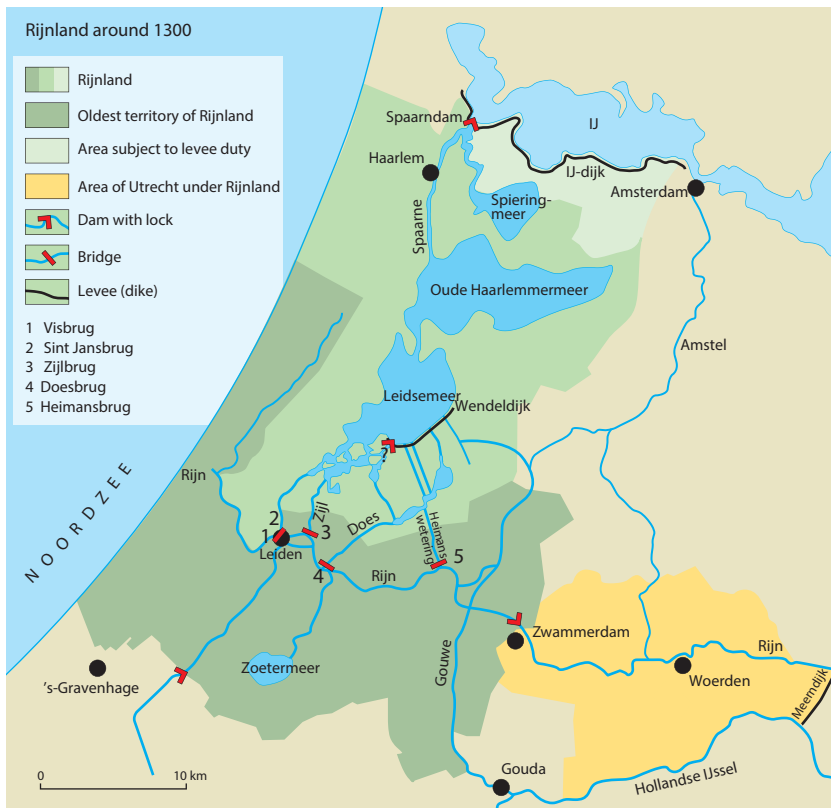 Rijnland around 1300
Rijnland
Oldest territory of Rijnland
Area subject to levee duty
Area of Utrecht under Rijnland
Dam with lock
Bridge
Levee (dike)
1 Visbrug
2 Sint Jansbrug
3 Zijlbrug
4 Doesbrug
5 Heimansbrug
Spaarndam
IJ
Haarlem
IJ-dijk
Amsterdam
Spiering-
meer
Spaarne
Oude Haarlemmermeer
Amstel
Leidsemeer
Wendeldijk
?
NOORDZEE
Rijn
Zijl
2
1
3
Does
Heimans
wetering
Leiden
4
Rijn
5
Zwammerdam
Rijn
Zoetermeer
Gouwe
Woerden
's-Gravenhage
Meerndijk
Gouda
Hollandse IJssel
0
10 km